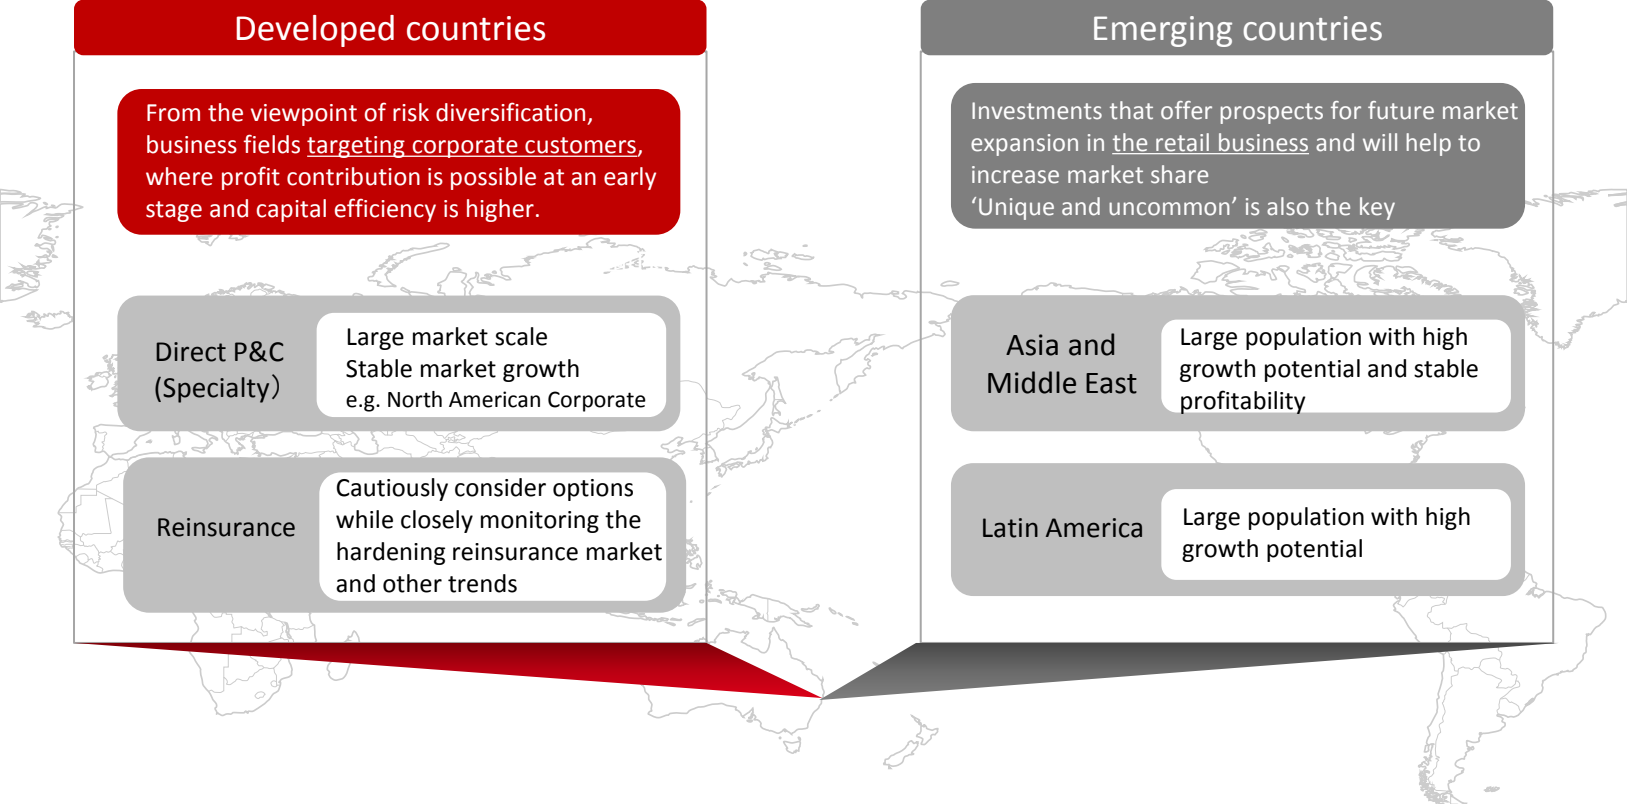 Developed countries
From the viewpoint of risk diversification,
business fields targeting corporate customers,
where profit contribution is possible at an early
stage and capital efficiency is higher.
Direct P&C
(Specialty）
Large market scale
Stable market growth
e.g. North American Corporate
Reinsurance
Cautiously consider options
while closely monitoring the
hardening reinsurance market
and other trends
Emerging countries
Investments that offer prospects for future market
expansion in the retail business and will help to
increase market share
‘Unique and uncommon’ is also the key
Asia and
Middle East
Large population with high
growth potential and stable
profitability
Latin America
Large population with high
growth potential